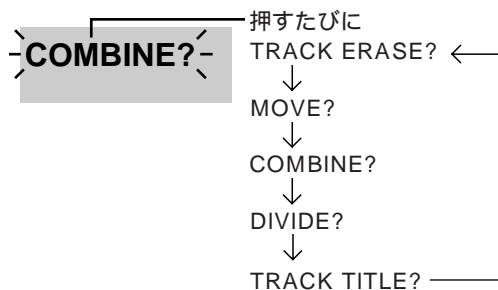 COMBINE?
押すたびに
TRACK ERASE?
MOVE?
COMBINE?
DIVIDE?
TRACK TITLE?